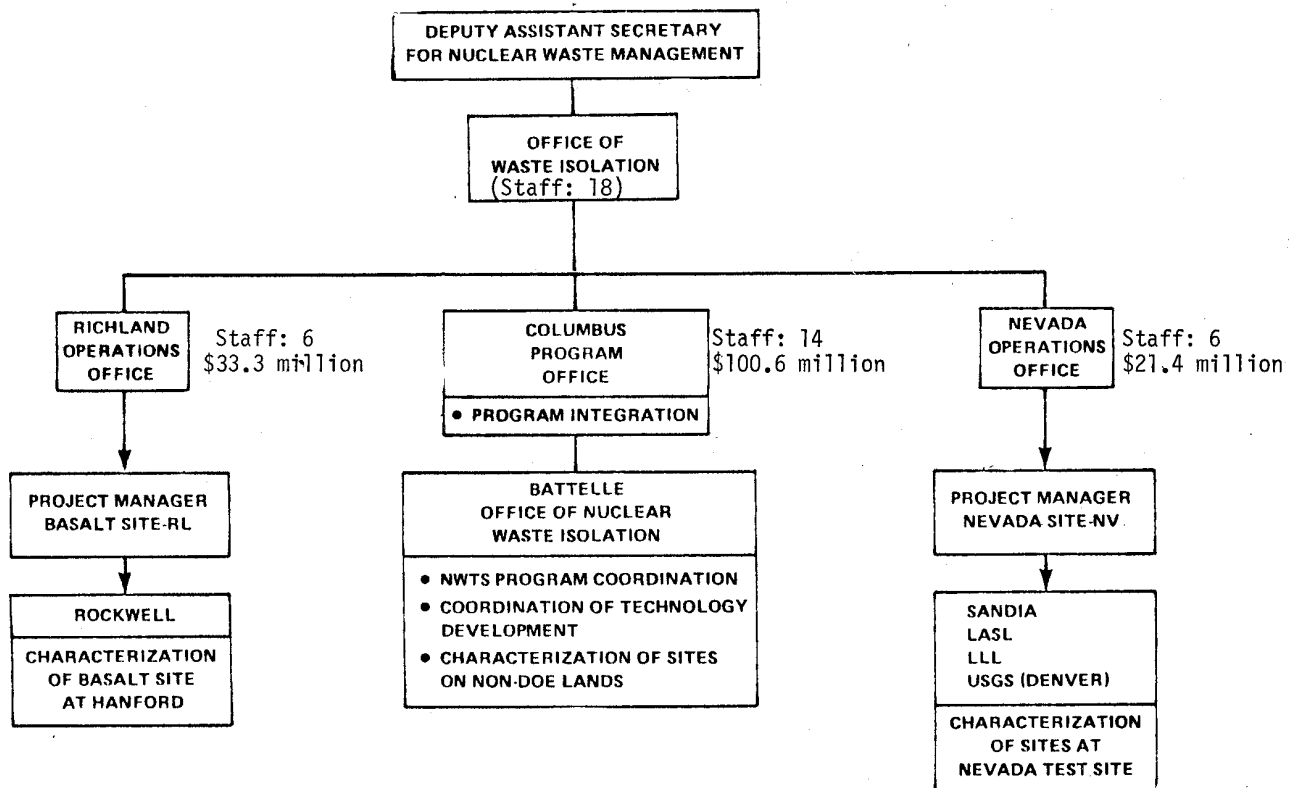 DEPUTY ASSISTANT SECRETARY
FOR NUCLEAR WASTE MANAGEMENT
OFFICE OF
WASTE ISOLATION
(Staff: 18)
RICHLAND
OPERATIONS
OFFICE
Staff: 6
$33.3 million
COLUMBUS
PROGRAM
OFFICE
• PROGRAM INTEGRATION
Staff: 14
$100.6 million
NEVADA
OPERATIONS
OFFICE
Staff: 6
$21.4 million
PROJECT MANAGER
BASALT SITE-RL
BATTELLE
OFFICE OF NUCLEAR
WASTE ISOLATION
• NWTS PROGRAM COORDINATION
• COORDINATION OF TECHNOLOGY
DEVELOPMENT
• CHARACTERIZATION OF SITES
ON NON-DOE LANDS
PROJECT MANAGER
NEVADA SITE-NV
ROCKWELL
CHARACTERIZATION
OF BASALT SITE
AT HANFORD
SANDIA
LASL
LLL
USGS (DENVER)
CHARACTERIZATION
OF SITES AT
NEVADA TEST SITE